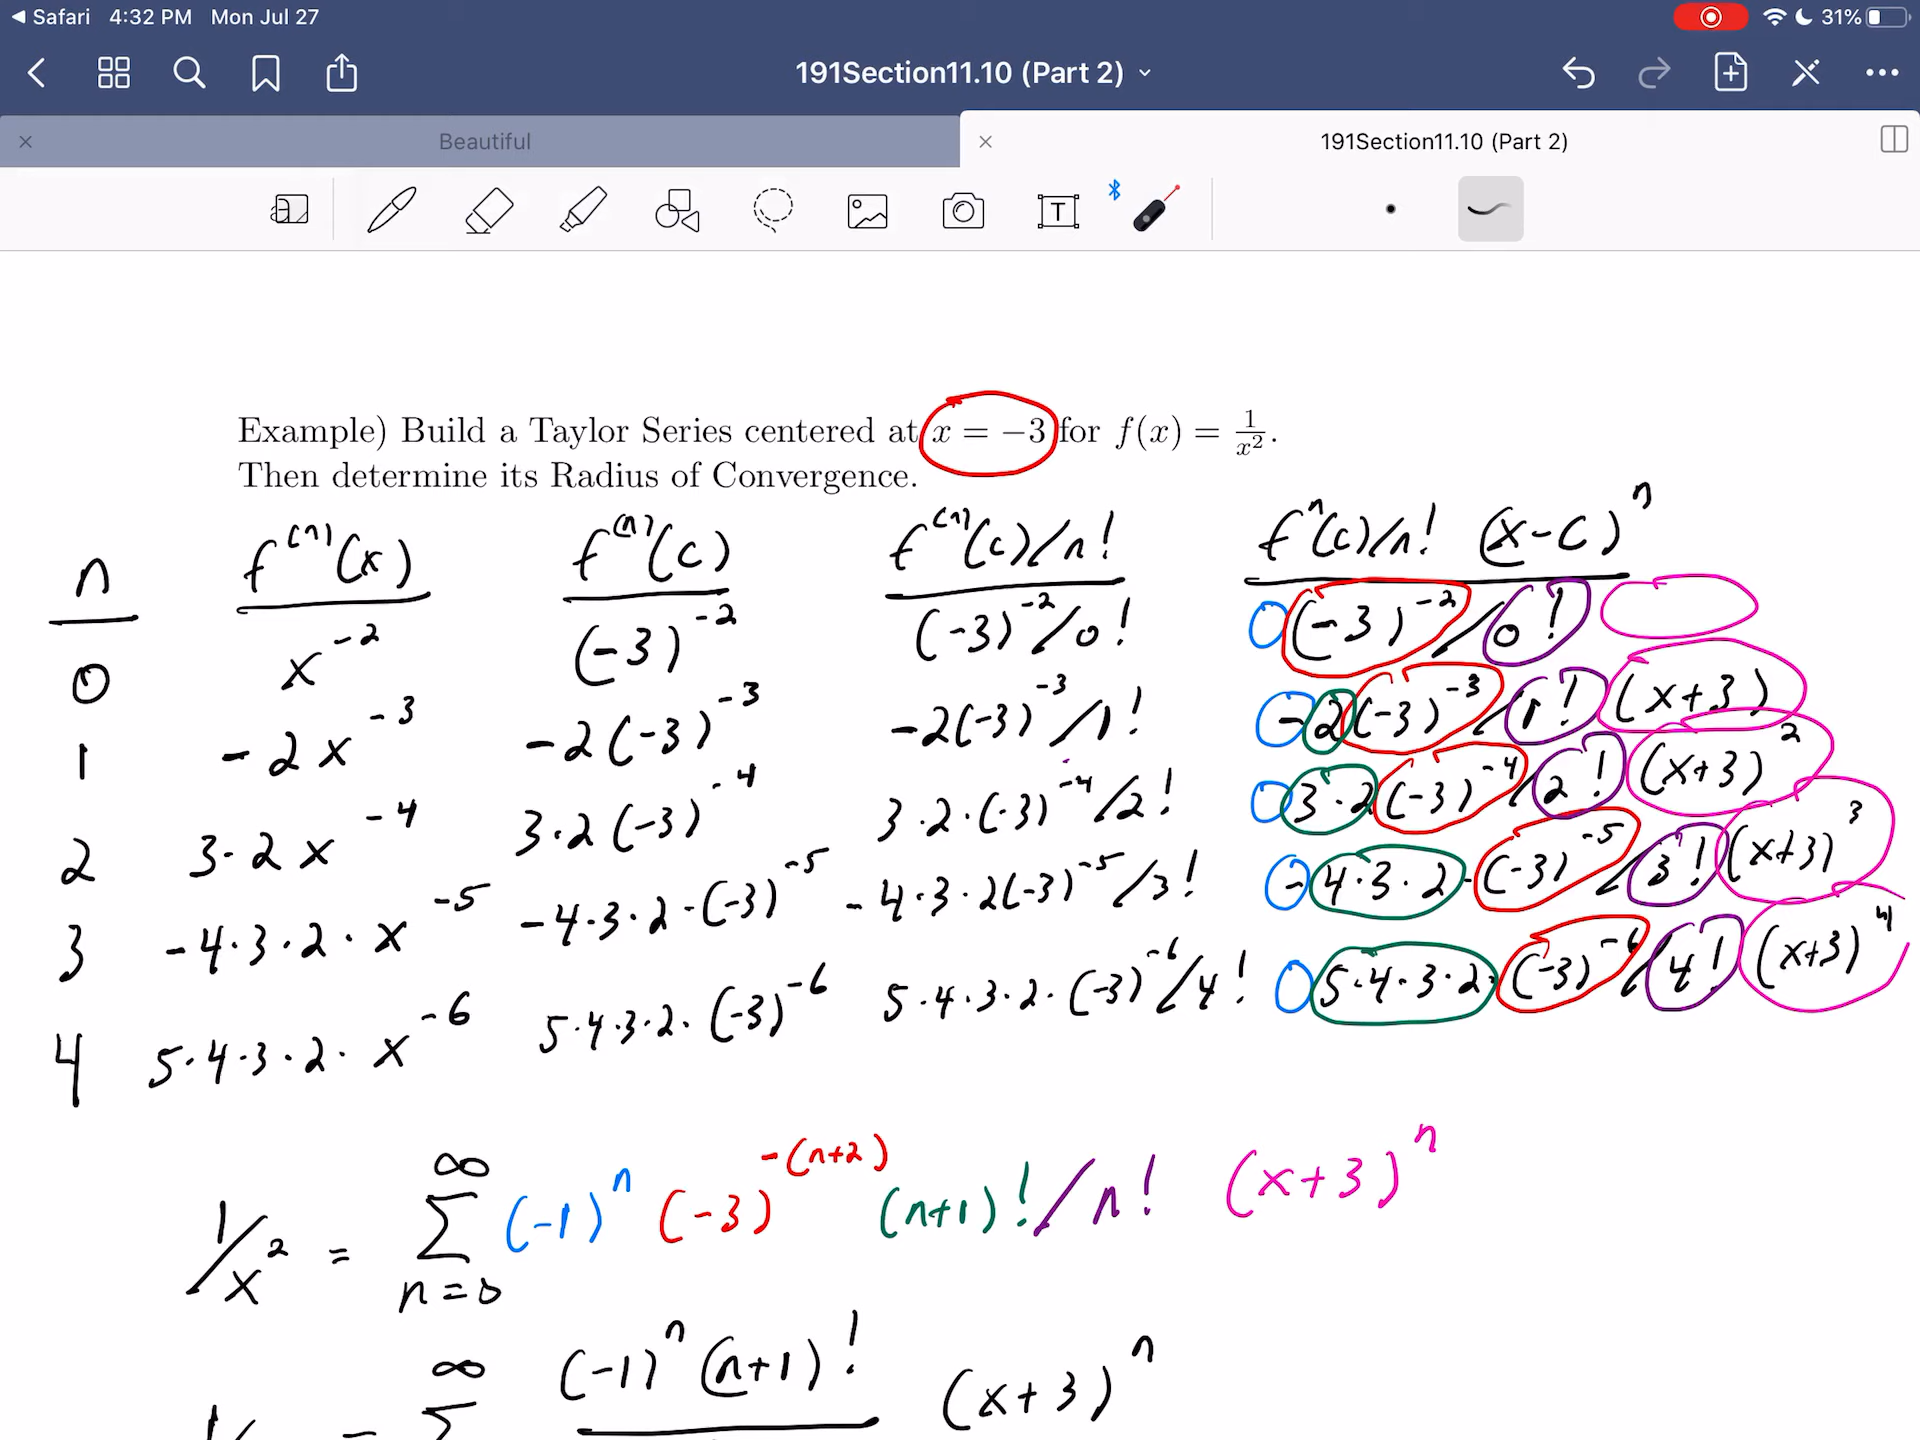 Safari 4:32 PM Mon Jul 27 31%
191Section11.10 (Part 2)
Beautiful
191Section11.10 (Part 2)
Example) Build a Taylor Series centered at x = −3 for f(x) = 1/x².
Then determine its Radius of Convergence.
n f⁽ⁿ⁾(x) f⁽ⁿ⁾(c) f⁽ⁿ⁾(c)/n! fⁿ(c)/n! (x-c)ⁿ
0 x⁻² (-3)⁻² (-3)⁻²/0! (-3)⁻²/0!
1 -2x⁻³ -2(-3)⁻³ -2(-3)⁻³/1! -2(-3)⁻³/1! (x+3)
2 3·2x⁻⁴ 3·2(-3)⁻⁴ 3·2·(-3)⁻⁴/2! 3·2(-3)⁻⁴/2! (x+3)²
3 -4·3·2·x⁻⁵ -4·3·2·(-3)⁻⁵ -4·3·2(-3)⁻⁵/3! -4·3·2·(-3)⁻⁵/3! (x+3)³
4 5·4·3·2·x⁻⁶ 5·4·3·2·(-3)⁻⁶ 5·4·3·2·(-3)⁻⁶/4! 5·4·3·2·(-3)⁻⁶/4! (x+3)⁴
1/x² = ∞ Σ n=0 (-1)ⁿ (-3)⁻⁽ⁿ⁺²⁾ (n+1)!/n! (x+3)ⁿ
= ∞ Σ (-1)ⁿ(n+1)! (x+3)ⁿ